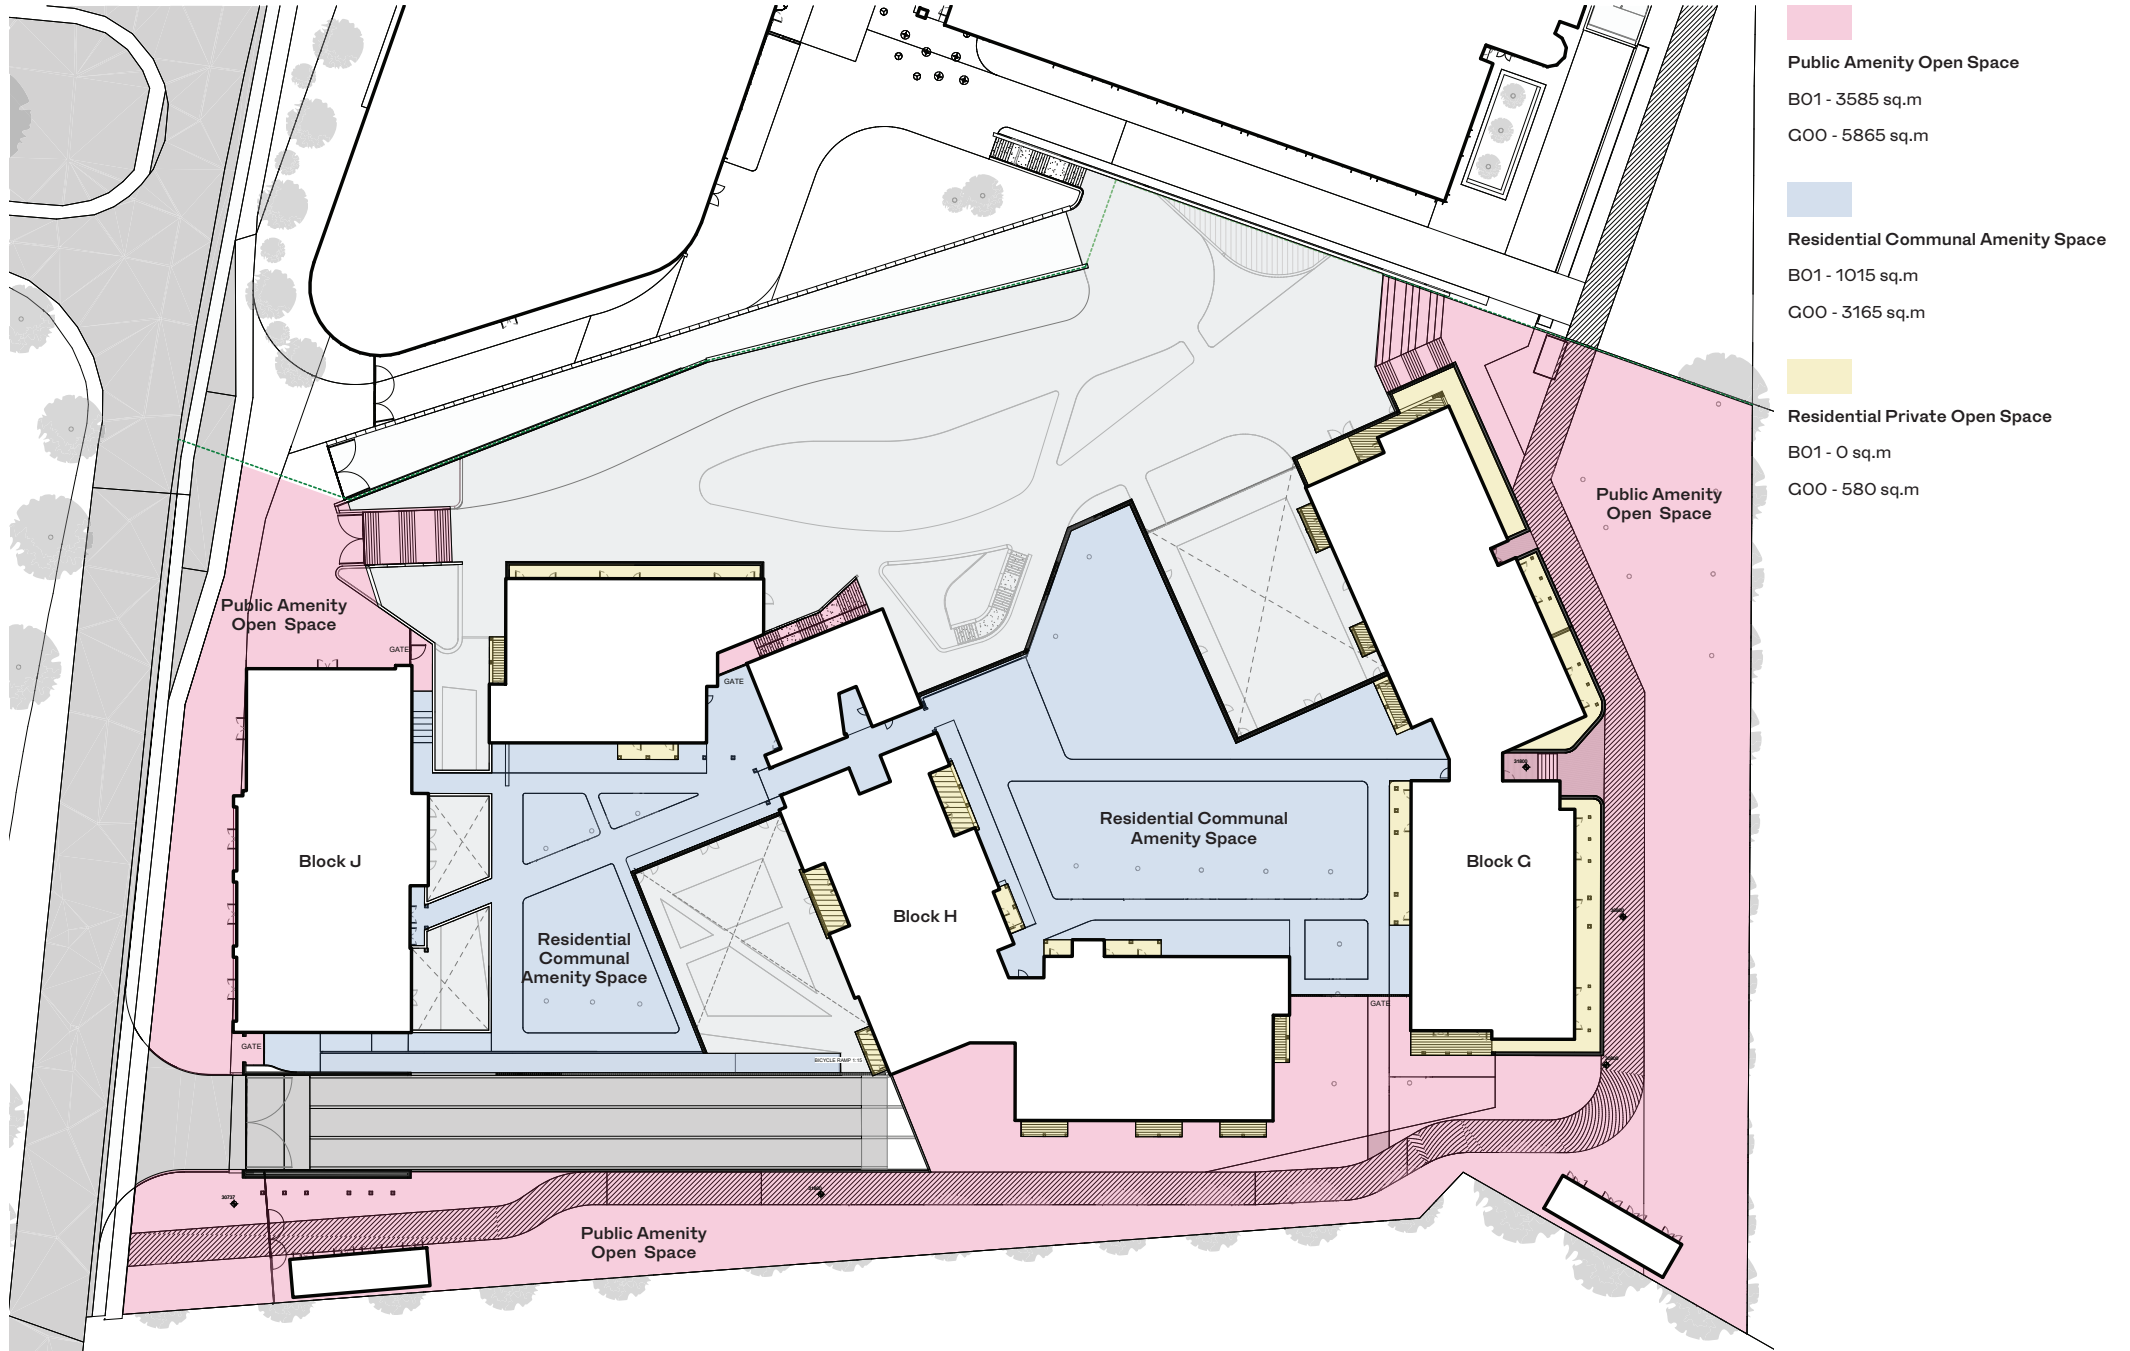 Public Amenity Open Space
B01 - 3585 sq.m
G00 - 5865 sq.m
Residential Communal Amenity Space
B01 - 1015 sq.m
G00 - 3165 sq.m
Residential Private Open Space
B01 - 0 sq.m
G00 - 580 sq.m
Public Amenity
Open Space
Public Amenity
Open Space
GATE
GATE
Residential Communal
Amenity Space
Block J
Block G
Block H
Residential
Communal
Amenity Space
GATE
GATE
BICYCLE RAMP 1:15
Public Amenity
Open Space